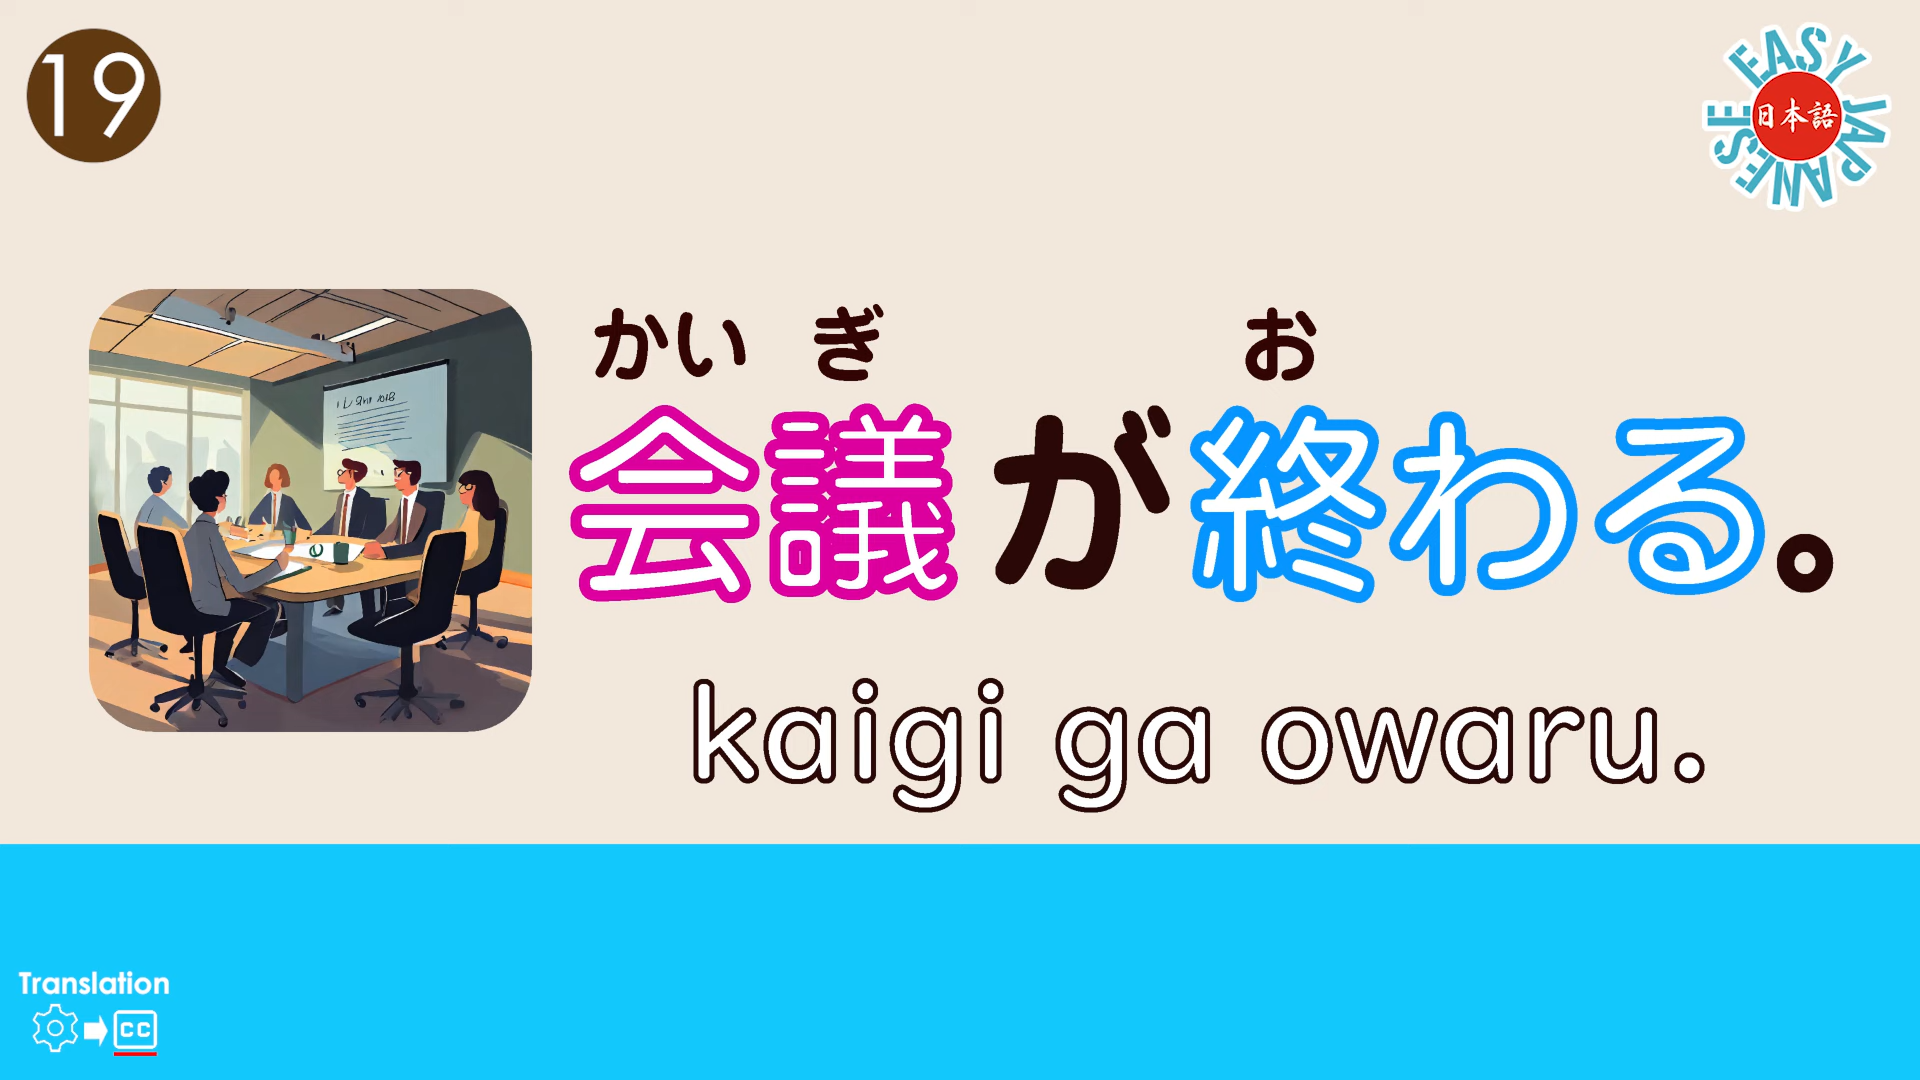 19
EASY JAPANESE
日本語
かい ぎ お
会議が終わる。
kaigi ga owaru.
Translation
CC